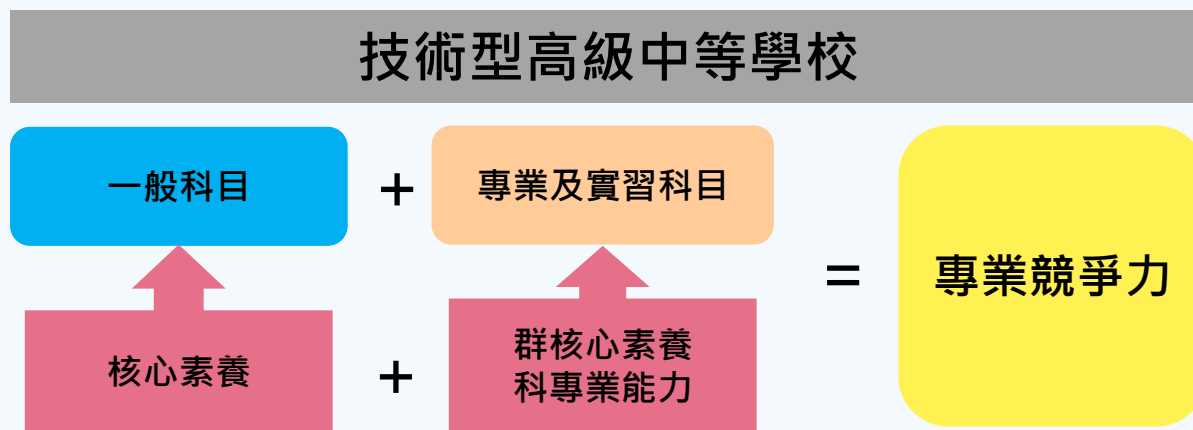 技術型高級中等學校
一般科目
+
專業及實習科目
=
專業競爭力
核心素養
+
群核心素養
科專業能力